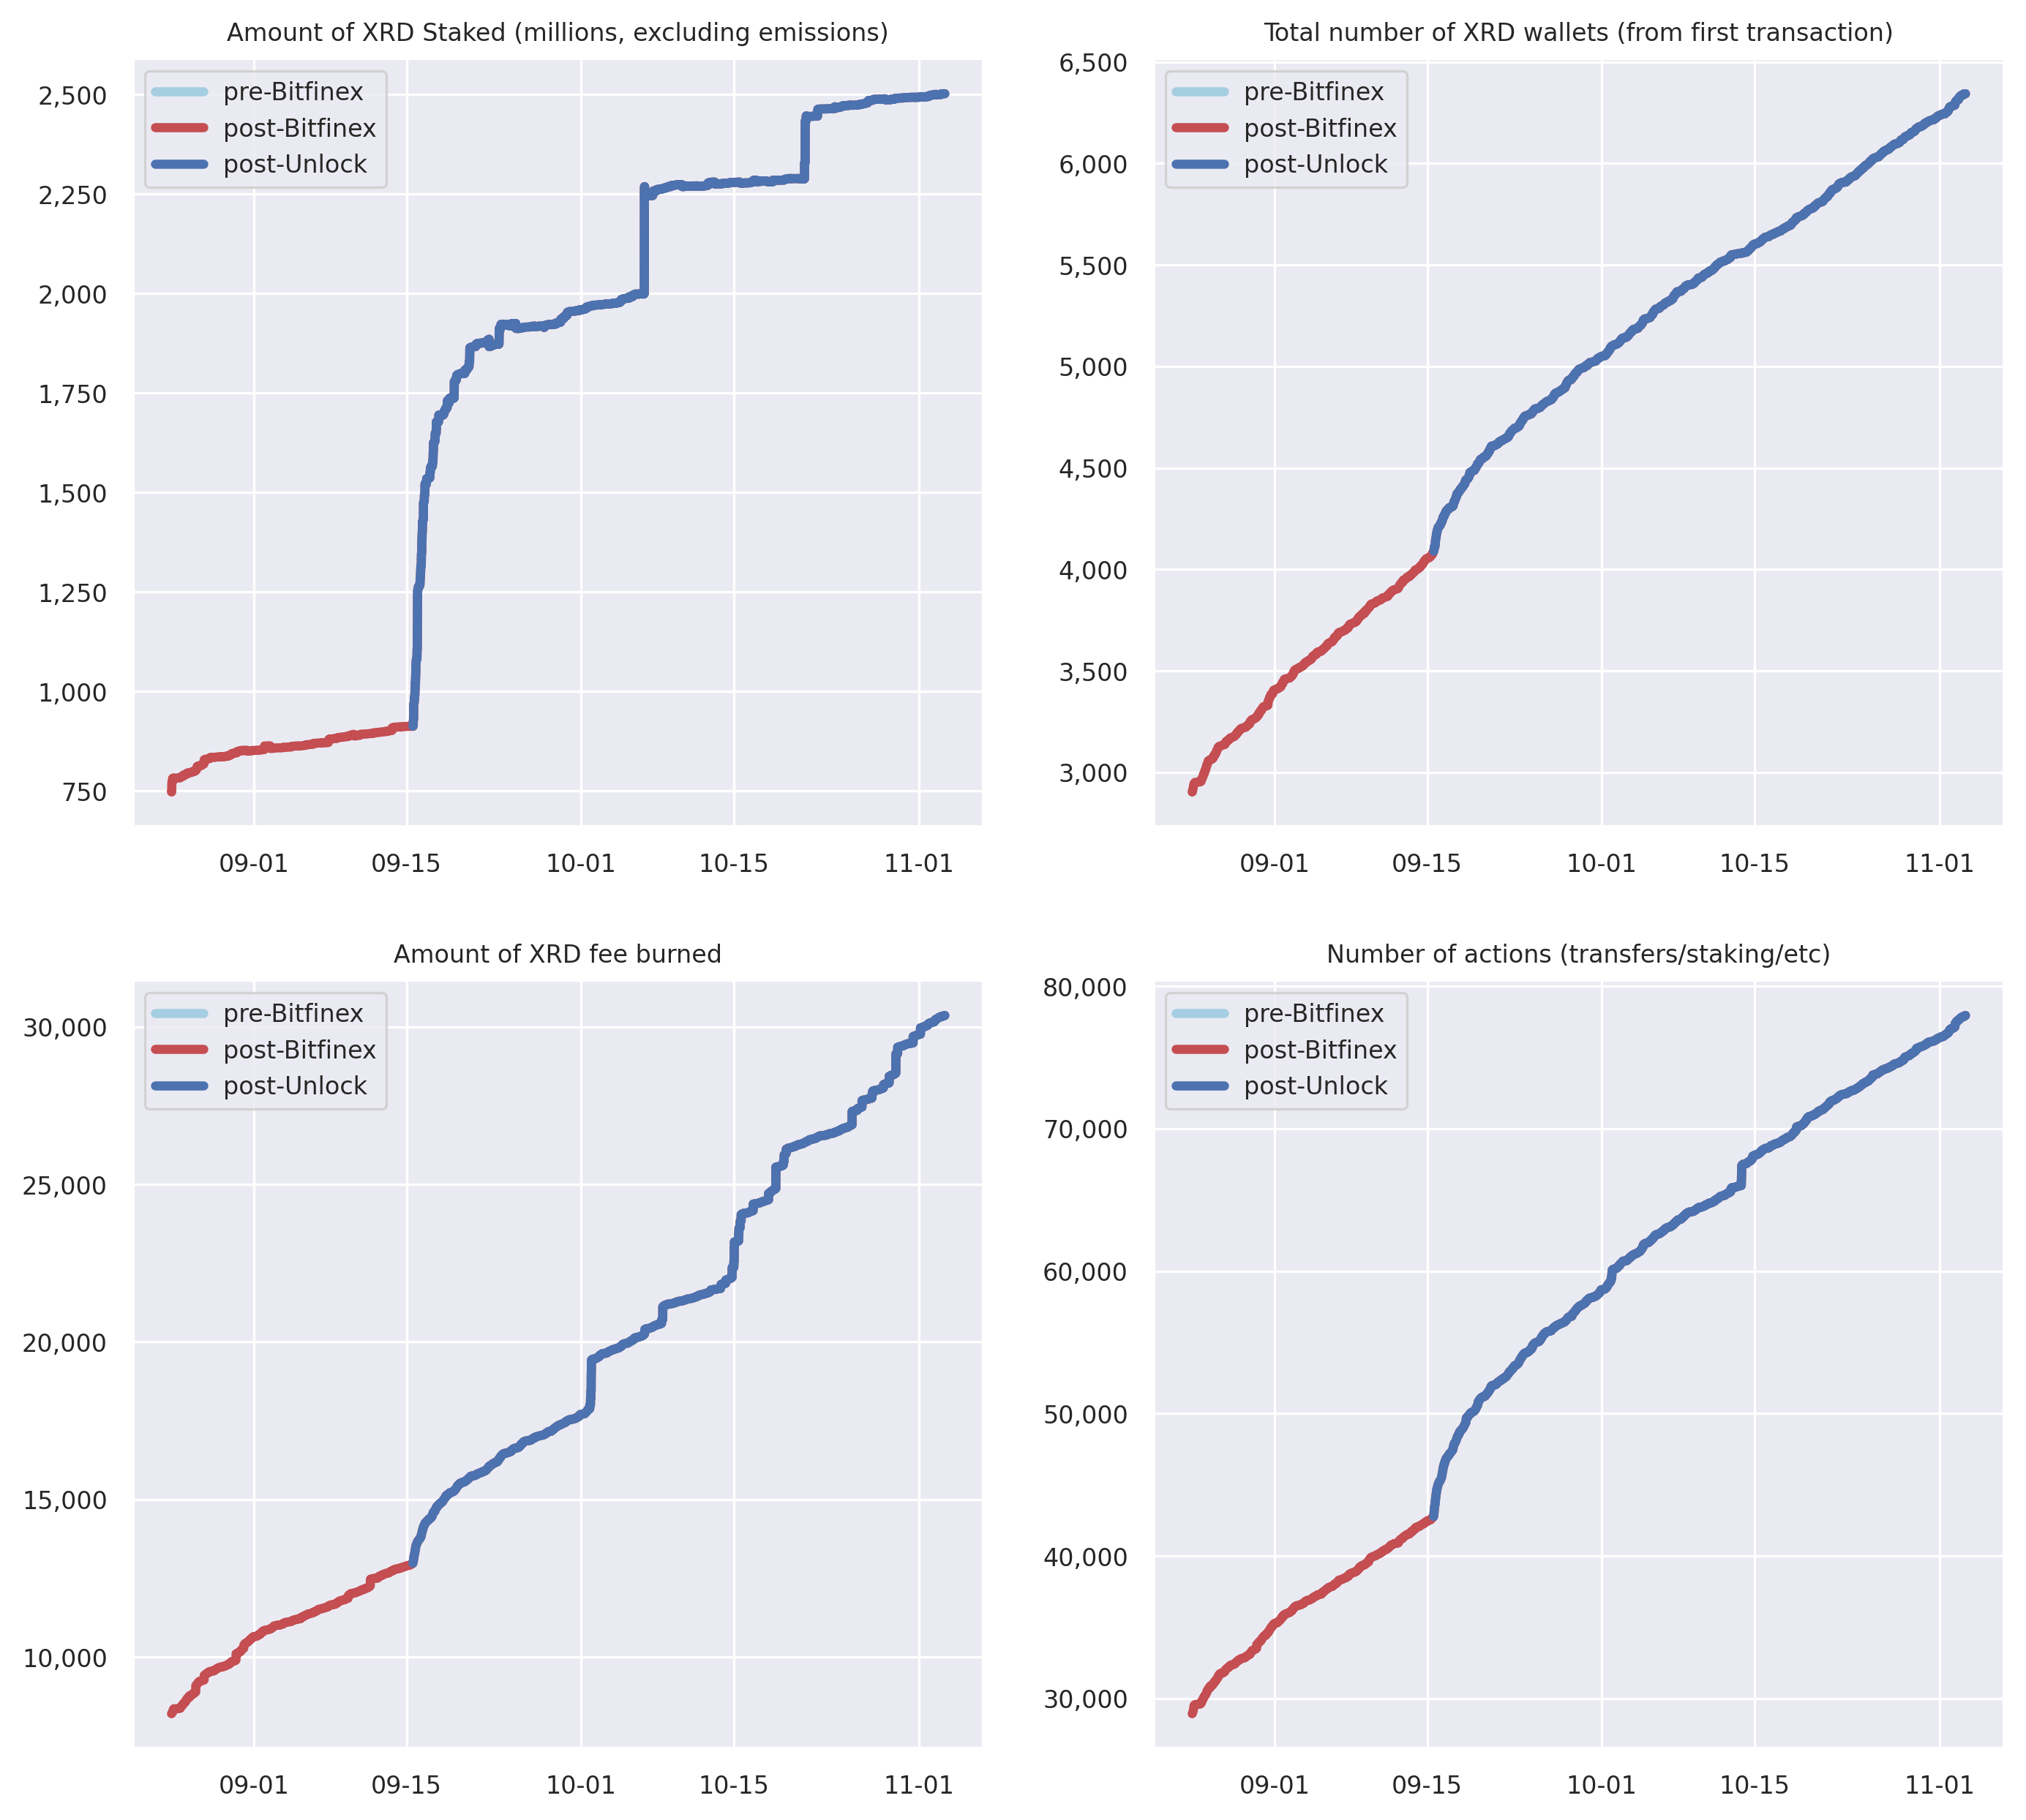 Amount of XRD Staked (millions, excluding emissions)
pre-Bitfinex
post-Bitfinex
post-Unlock
2,500
2,250
2,000
1,750
1,500
1,250
1,000
750
09-01 09-15 10-01 10-15 11-01
Total number of XRD wallets (from first transaction)
pre-Bitfinex
post-Bitfinex
post-Unlock
6,500
6,000
5,500
5,000
4,500
4,000
3,500
3,000
09-01 09-15 10-01 10-15 11-01
Amount of XRD fee burned
pre-Bitfinex
post-Bitfinex
post-Unlock
30,000
25,000
20,000
15,000
10,000
09-01 09-15 10-01 10-15 11-01
Number of actions (transfers/staking/etc)
pre-Bitfinex
post-Bitfinex
post-Unlock
80,000
70,000
60,000
50,000
40,000
30,000
09-01 09-15 10-01 10-15 11-01